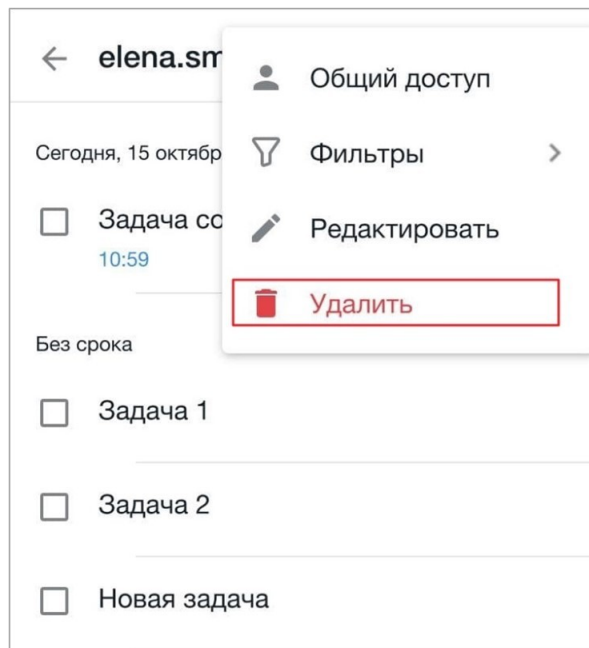 elena.sm
Общий доступ
Сегодня, 15 октябр
Фильтры
Задача со
10:59
Редактировать
Удалить
Без срока
Задача 1
Задача 2
Новая задача